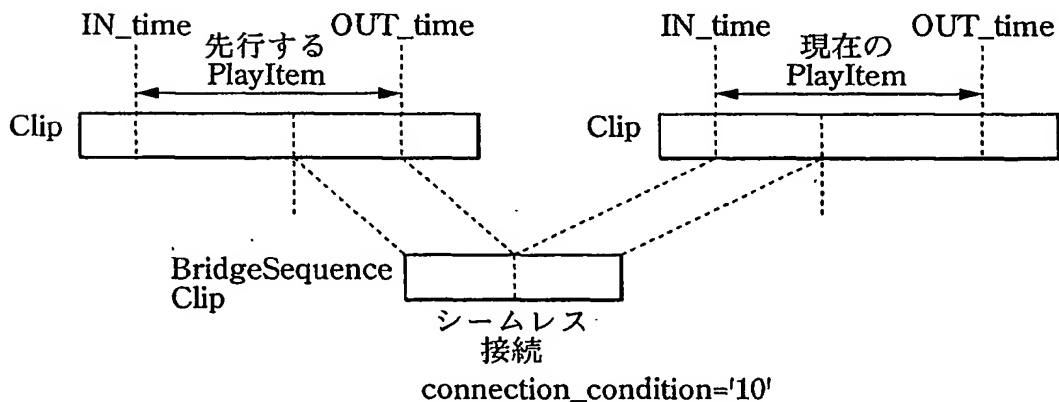 IN_time
OUT_time
先行する
PlayItem
Clip
IN_time
OUT_time
現在の
PlayItem
Clip
BridgeSequence
Clip
シームレス
接続
connection_condition='10'